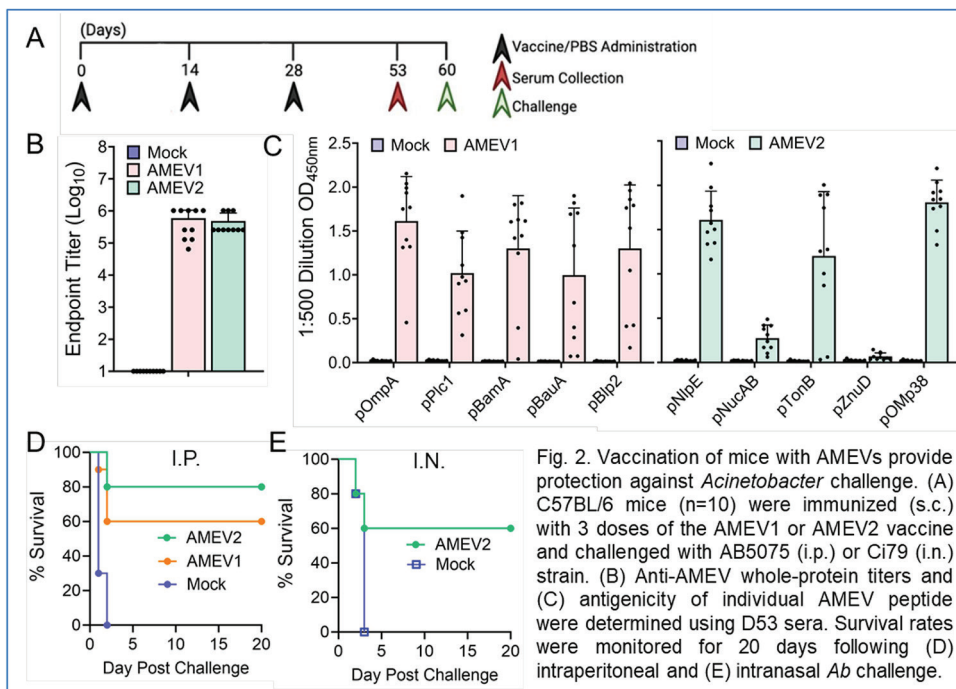 A
(Days)
0 14 28 53 60
Vaccine/PBS Administration
Serum Collection
Challenge
B
Mock
AMEV1
AMEV2
Endpoint Titer (Log10)
8
7
6
5
4
3
2
1
C
Mock AMEV1
Mock AMEV2
1:500 Dilution OD450nm
2.5
2.0
1.5
1.0
0.5
0.0
pOmpA pPlc1 pBamA pBauA pBlp2
pNlpE pNucAB pTonB pZnuD pOMp38
D
I.P.
% Survival
100
80
60
40
20
0
AMEV2
AMEV1
Mock
0 5 10 15 20
Day Post Challenge
E
I.N.
% Survival
100
80
60
40
20
0
AMEV2
Mock
0 5 10 15 20
Day Post Challenge
Fig. 2. Vaccination of mice with AMEVs provide
protection against Acinetobacter challenge. (A)
C57BL/6 mice (n=10) were immunized (s.c.)
with 3 doses of the AMEV1 or AMEV2 vaccine
and challenged with AB5075 (i.p.) or Ci79 (i.n.)
strain. (B) Anti-AMEV whole-protein titers and
(C) antigenicity of individual AMEV peptide
were determined using D53 sera. Survival rates
were monitored for 20 days following (D)
intraperitoneal and (E) intranasal Ab challenge.